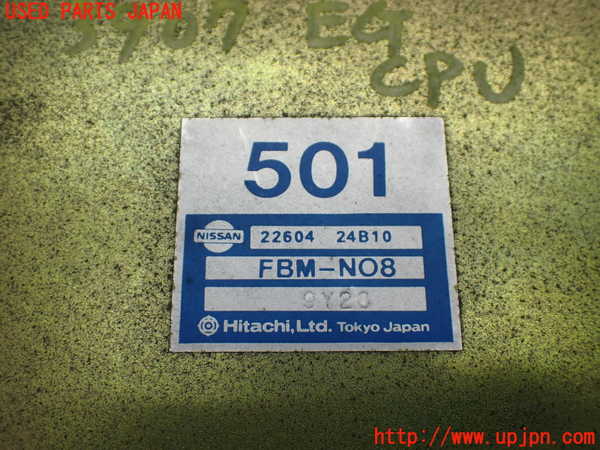 USED PARTS JAPAN
EG
CPU
501
NISSAN 22604 24B10
FBM-NO8
9Y20
Hitachi, Ltd. Tokyo Japan
http://www.upjpn.com